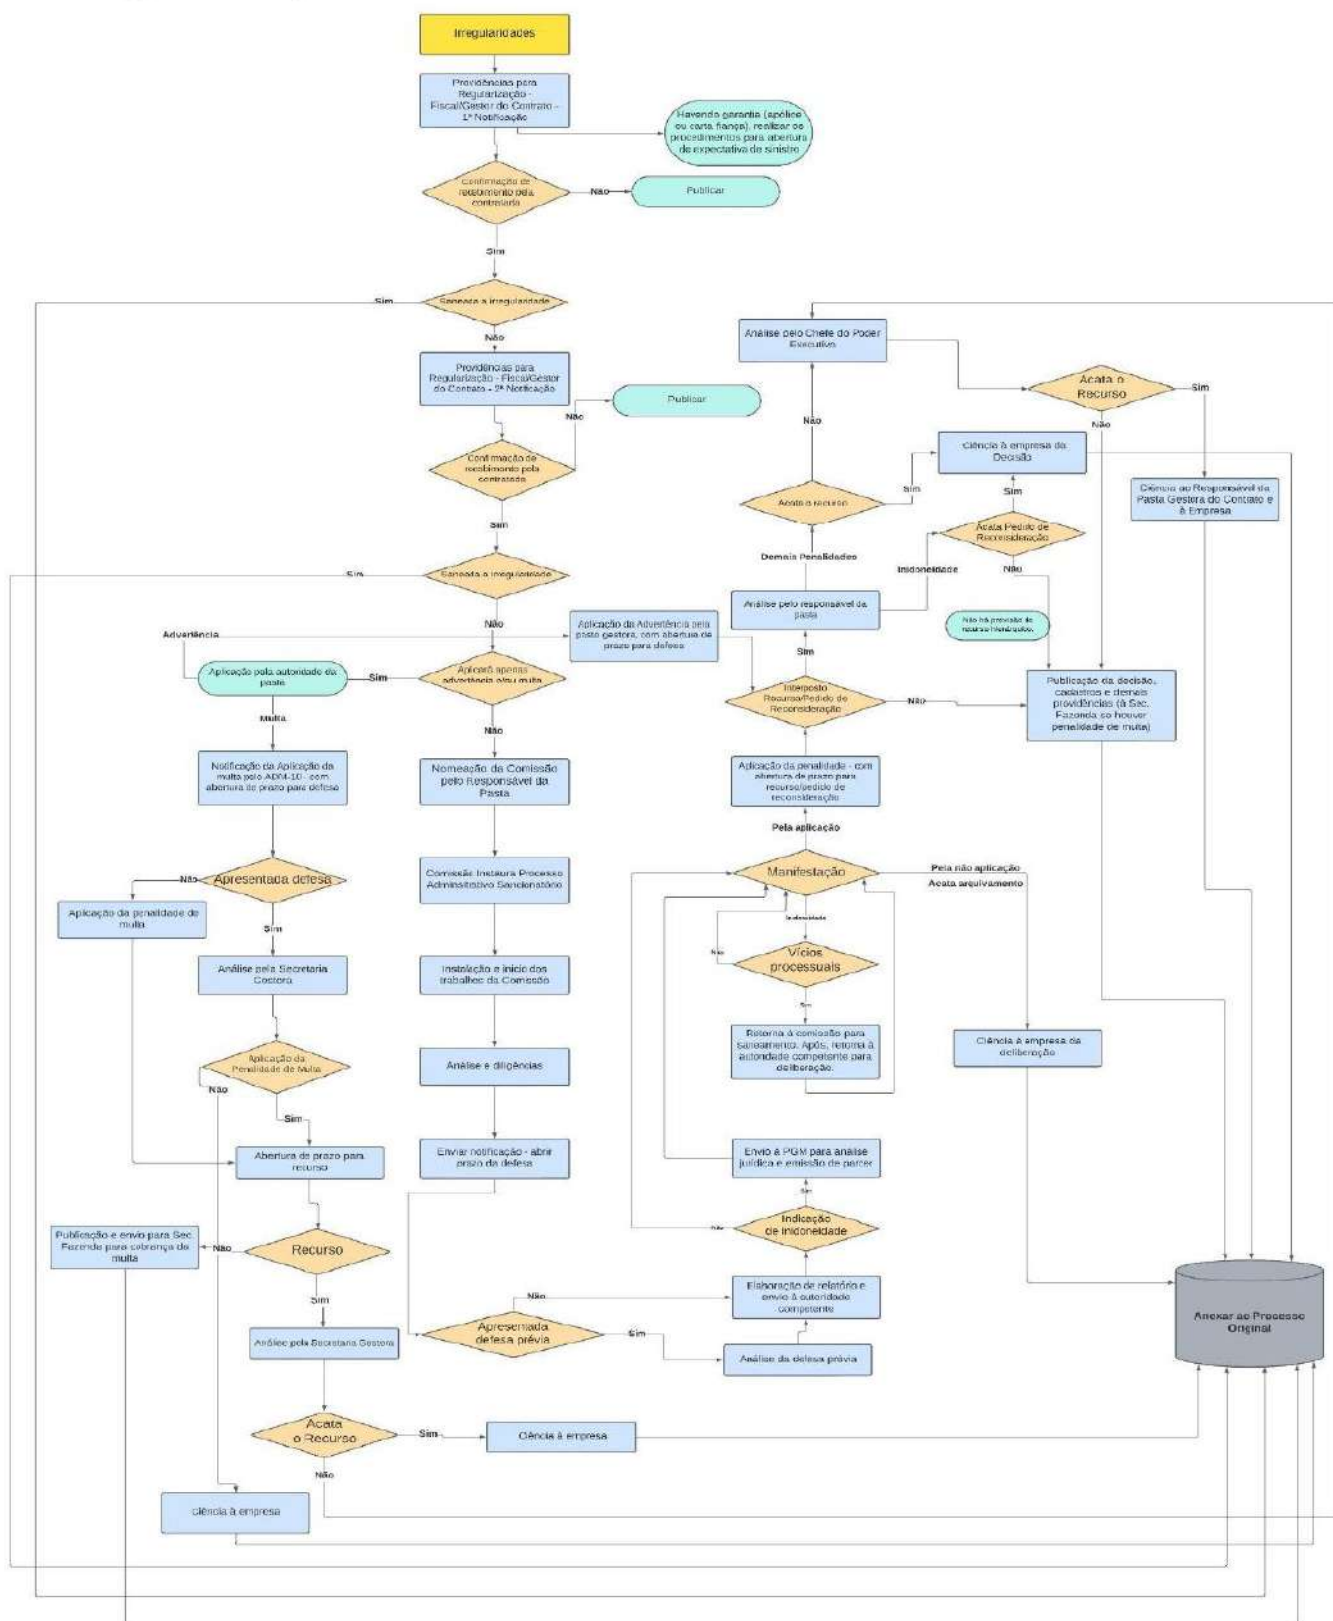 Irregularidades
Providências para
Regularização -
Fiscal/Gestor do Contrato -
1ª Notificação
Havendo garantia (apólice
ou carta fiança), realizar os
procedimentos para abertura
de expectativa de sinistro
Confirmação de
recebimento pela
contratada
Não
Publicar
Sim
Saneada a irregularidade
Sim
Não
Providências para
Regularização - Fiscal/Gestor
do Contrato - 2ª Notificação
Publicar
Não
Confirmação de
recebimento pela
contratada
Sim
Saneada a irregularidade
Sim
Não
Análise pelo Chefe do Poder
Executivo
Acata o
Recurso
Sim
Não
Não
Ciência à empresa da
Decisão
Sim
Ciência ao Responsável da
Pasta Gestora do Contrato e
à Empresa
Acata o recurso
Sim
Acata Pedido de
Reconsideração
Demais Penalidades
Inidoneidade
Não
Análise pelo responsável da
pasta
Não há previsão de
recurso hierárquico.
Sim
Advertência
Aplicação da Advertência pela
pasta gestora, com abertura de
prazo para defesa
Aplicação pela autoridade da
pasta
Sim
Aplicará apenas
advertência e/ou multa
Interposto
Recurso/Pedido de
Reconsideração
Não
Publicação da decisão,
cadastros e demais
providências (à Sec.
Fazenda se houver
penalidade de multa)
Multa
Não
Notificação da Aplicação da
multa pelo ADM-10 - com
abertura de prazo para defesa
Nomeação da Comissão
pelo Responsável da
Pasta
Aplicação da penalidade - com
abertura de prazo para
recurso/pedido de
reconsideração
Pela aplicação
Apresentada defesa
Não
Sim
Aplicação da penalidade de
multa
Comissão Instaura Processo
Adminsitrativo Sancionatório
Manifestação
Pela não aplicação
Acata arquivamento
Inidoneidade
Não
Vícios
processuais
Sim
Análise pela Secretaria
Gestora
Instalação e início dos
trabalhos da Comissão
Retorna à comissão para
saneamento. Após, retorna à
autoridade competente para
deliberação.
Ciência à empresa da
deliberação
Aplicação da
Penalidade de Multa
Não
Sim
Análise e diligências
Abertura de prazo para
recurso
Enviar notificação - abrir
prazo da defesa
Envio à PGM para análise
jurídica e emissão de parcer
Sim
Publicação e envio para Sec.
Fazenda para cobrança da
multa
Não
Recurso
Sim
Não
Indicação
de inidoneidade
Elaboração de relatório e
envio à autoridade
competente
Não
Apresentada
defesa prévia
Sim
Análise da defesa prévia
Análise pela Secretaria Gestora
Anexar ao Processo
Original
Acata
o Recurso
Sim
Ciência à empresa
Não
Ciência à empresa